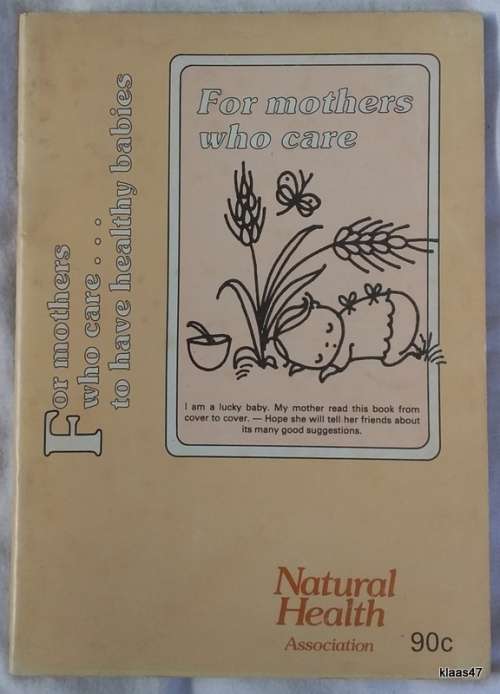 For mothers
who care . . .
to have healthy babies
For mothers
who care
I am a lucky baby. My mother read this book from
cover to cover. — Hope she will tell her friends about
its many good suggestions.
Natural
Health
Association
90c
klaas47